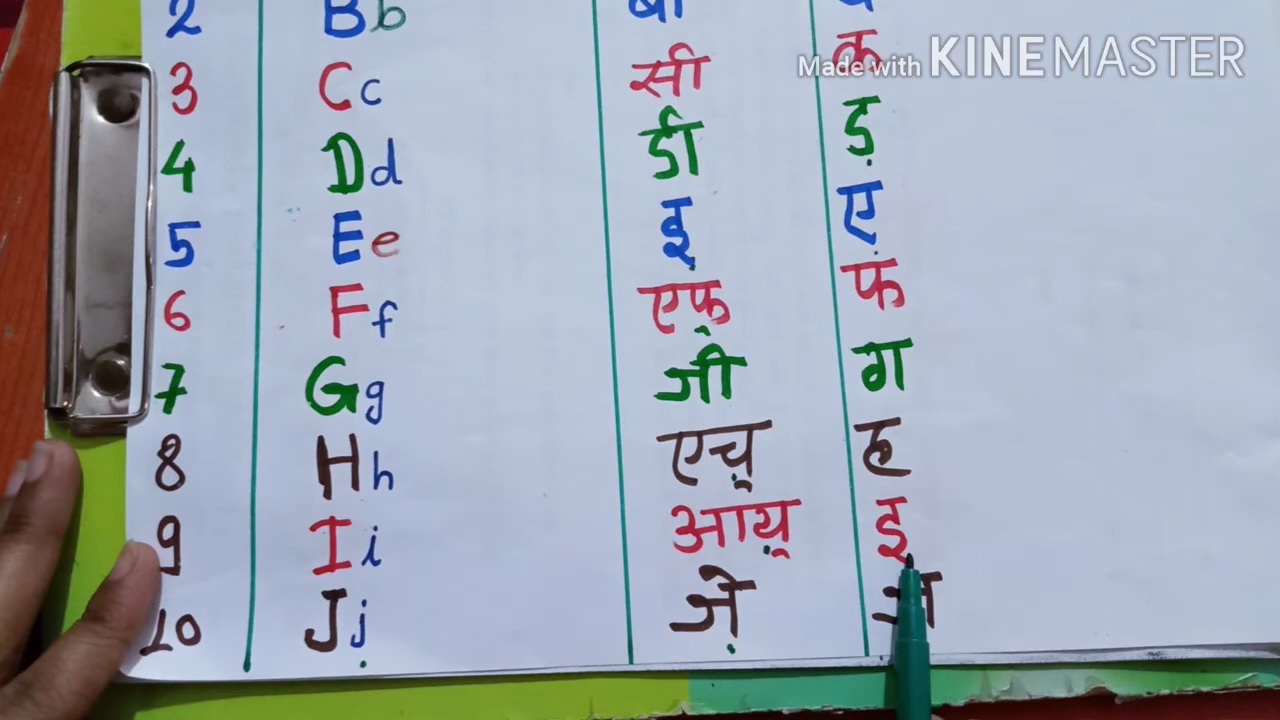 2 Bb बी
3 Cc सी क
4 Dd डी ड़
5 Ee इ ए
6 Ff एफ़ फ
7 Gg जी ग
8 Hh एच् ह
9 Ii आय् इ
10 Jj जे ज
Made with KINEMASTER